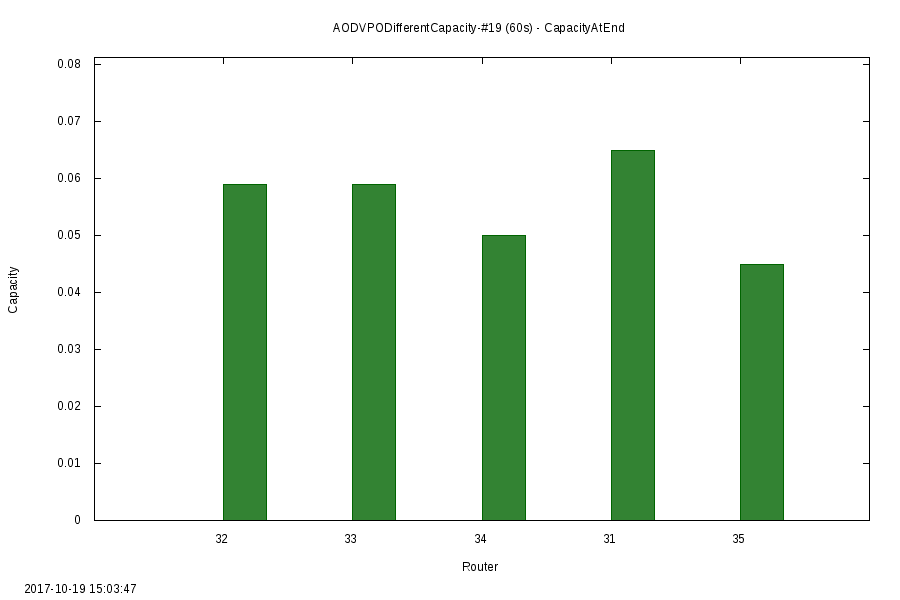 AODVPODifferentCapacity-#19 (60s) - CapacityAtEnd
0.08
0.07
0.06
0.05
0.04
0.03
0.02
0.01
0
Capacity
32 33 34 31 35
Router
2017-10-19 15:03:47